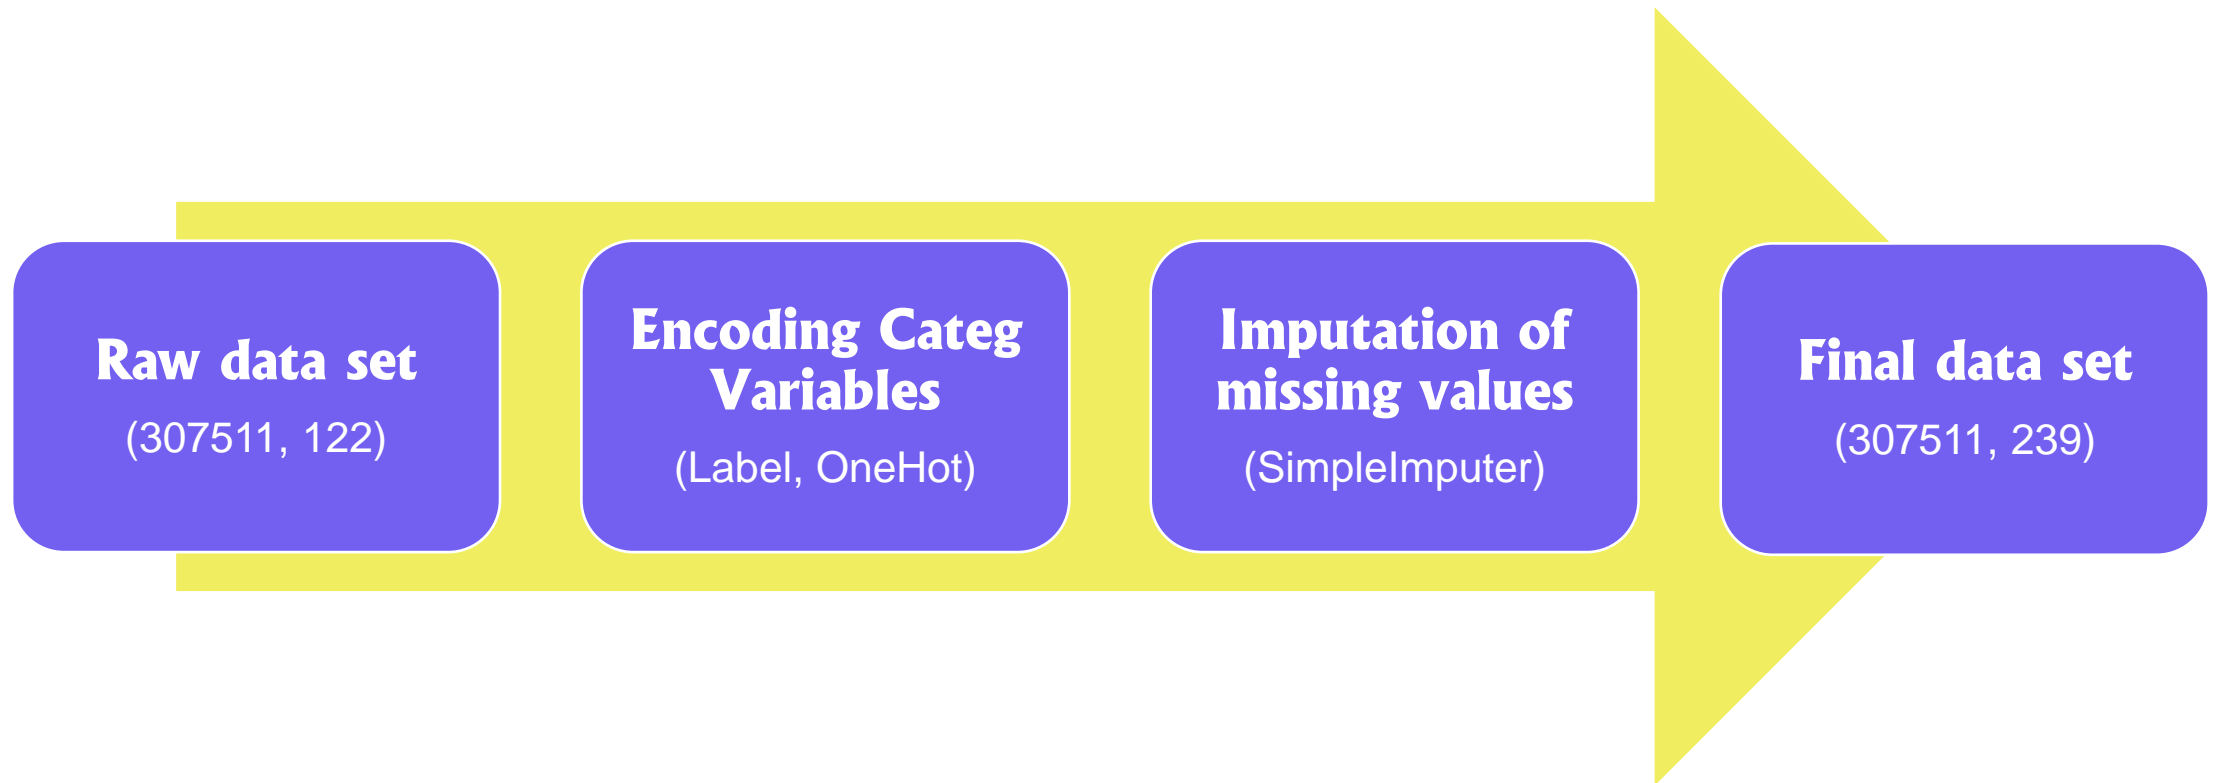 Raw data set
(307511, 122)
Encoding Categ
Variables
(Label, OneHot)
Imputation of
missing values
(SimpleImputer)
Final data set
(307511, 239)